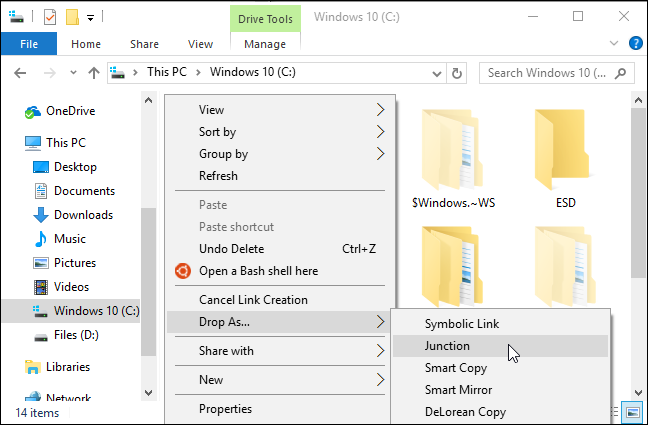 Drive Tools
Windows 10 (C:)
File
Home
Share
View
Manage
This PC
Windows 10 (C:)
Search Windows 10 (...
OneDrive
This PC
Desktop
Documents
Downloads
Music
Pictures
Videos
Windows 10 (C:)
Files (D:)
Libraries
Network
14 items
View
Sort by
Group by
Refresh
Paste
Paste shortcut
Undo Delete Ctrl+Z
Open a Bash shell here
Cancel Link Creation
Drop As...
Share with
New
Properties
Symbolic Link
Junction
Smart Copy
Smart Mirror
DeLorean Copy
$Windows.~WS
ESD